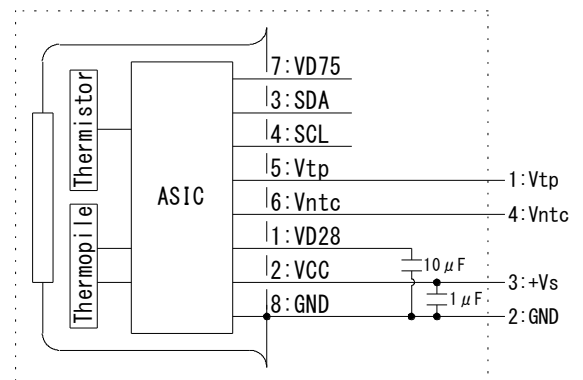 Thermistor
Thermopile
ASIC
7:VD75
3:SDA
4:SCL
5:Vtp
6:Vntc
1:VD28
2:VCC
8:GND
10μF
1μF
1:Vtp
4:Vntc
3:+Vs
2:GND